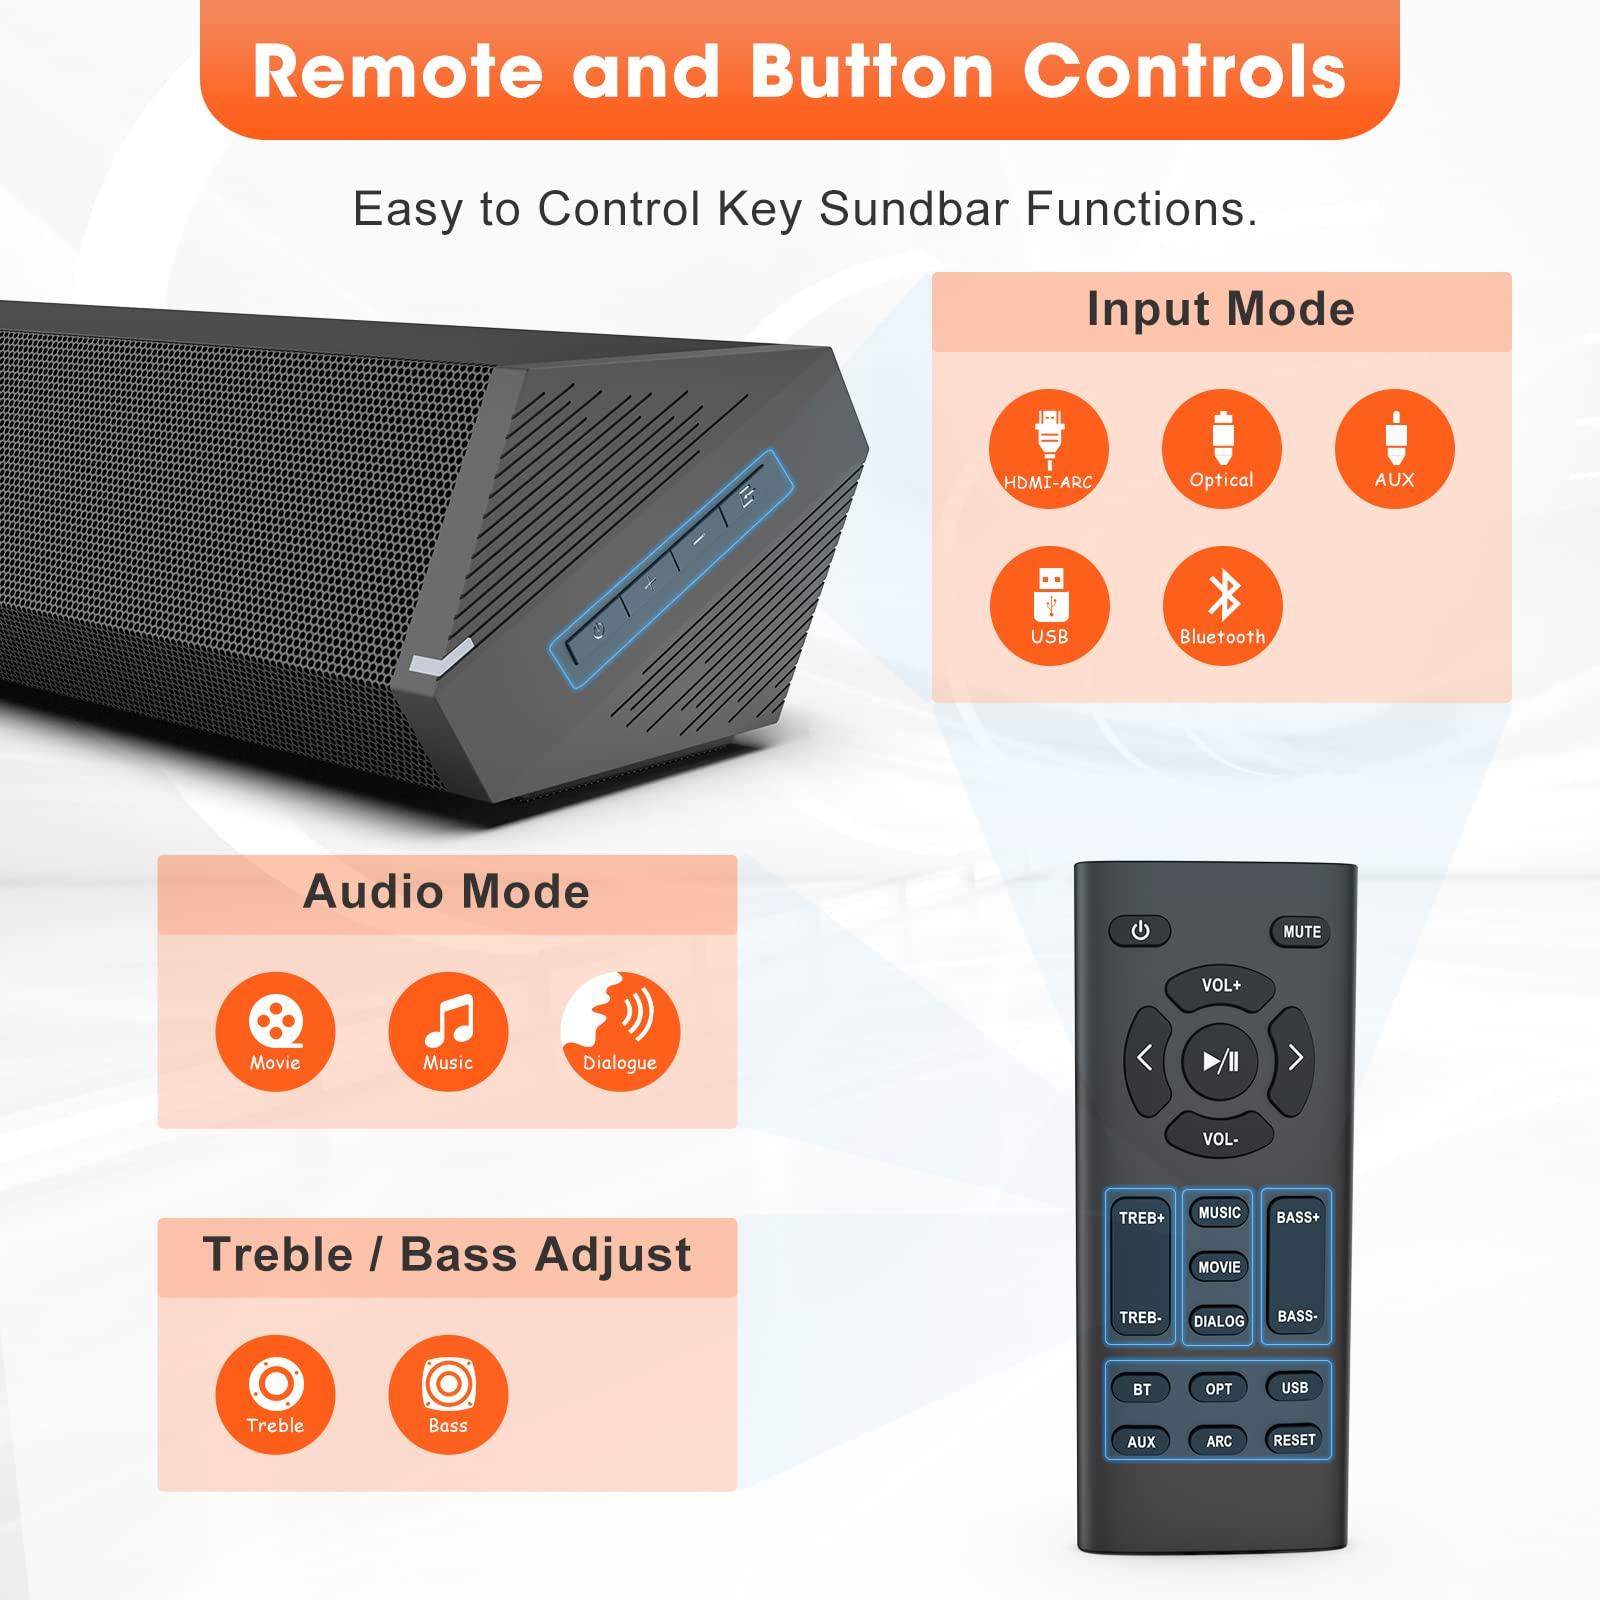 Remote and Button Controls
Easy to Control Key Sundbar Functions.
Input Mode
HDMI-ARC
Optical
AUX
USB
Bluetooth
Audio Mode
Movie
Music
Dialogue
Treble / Bass Adjust
Treble
Bass
MUTE
VOL+
VOL-
TREB+
MUSIC
BASS+
MOVIE
TREB-
DIALOG
BASS-
BT
OPT
USB
AUX
ARC
RESET